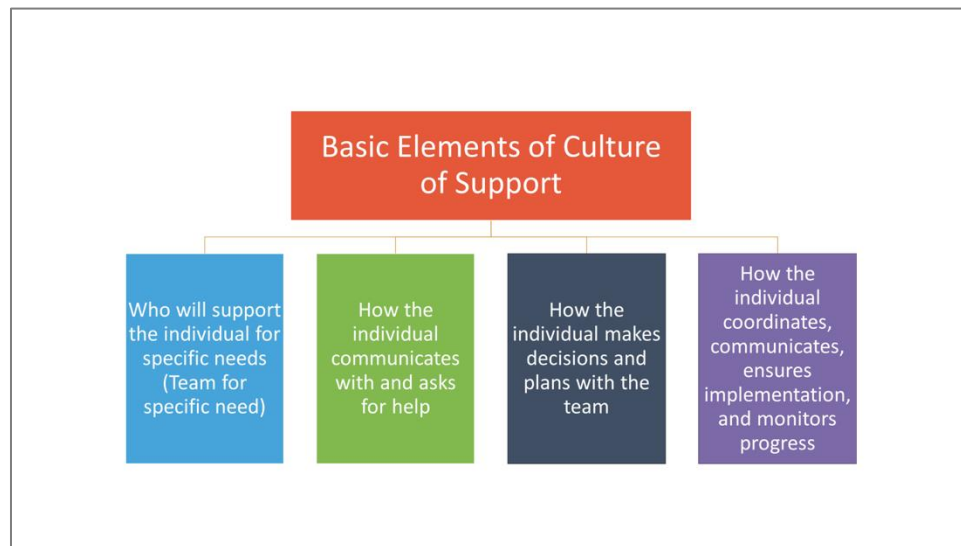 Basic Elements of Culture
of Support
Who will support
the individual for
specific needs
(Team for
specific need)
How the
individual
communicates
with and asks
for help
How the
individual makes
decisions and
plans with the
team
How the
individual
coordinates,
communicates,
ensures
implementation,
and monitors
progress